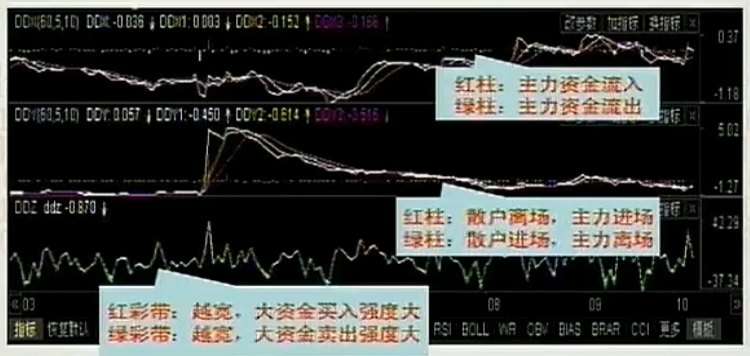 DDX(60,5,10) DDX: -0.036 ↓ DDX1: 0.003 ↓ DDX2: -0.152 ↑ DDX3: -0.166 ↑ 改参数 加指标 换指标 ×
0.37
红柱：主力资金流入
绿柱：主力资金流出
-1.18
DDY(60,5,10) DDY: 0.057 ↓ DDY1: -0.450 ↑ DDY2: -0.614 ↑ DDY3: -0.516 ↓
5.02
-1.27
红柱：散户离场，主力进场
绿柱：散户进场，主力离场
DDZ ddz -0.870 ↓
42.29
-37.34
红彩带：越宽，大资金买入强度大
绿彩带：越宽，大资金卖出强度大
03 08 09 10
指标 恢复默认 RSI BOLL WR OBV BIAS BRAR CCI 更多 模板